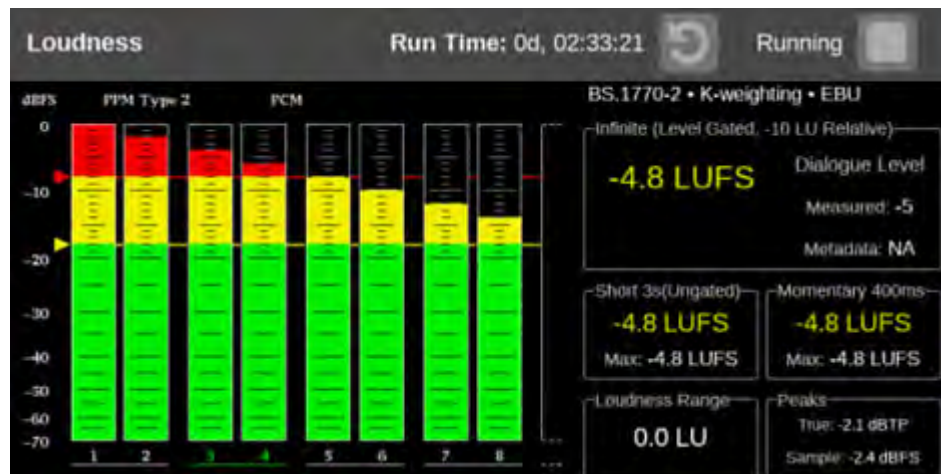 Loudness
Run Time: 0d, 02:33:21
Running
dBFS PPM Type 2 PCM
BS.1770-2 • K-weighting • EBU
0
-10
-20
-30
-40
-50
-60
-70
1 2 3 4 5 6 7 8
Infinite (Level Gated, -10 LU Relative)
-4.8 LUFS
Dialogue Level
Measured: -5
Metadata: NA
Short 3s(Ungated)
-4.8 LUFS
Max: -4.8 LUFS
Momentary 400ms
-4.8 LUFS
Max: -4.8 LUFS
Loudness Range
0.0 LU
Peaks
True: -2.1 dBTP
Sample: -2.4 dBFS